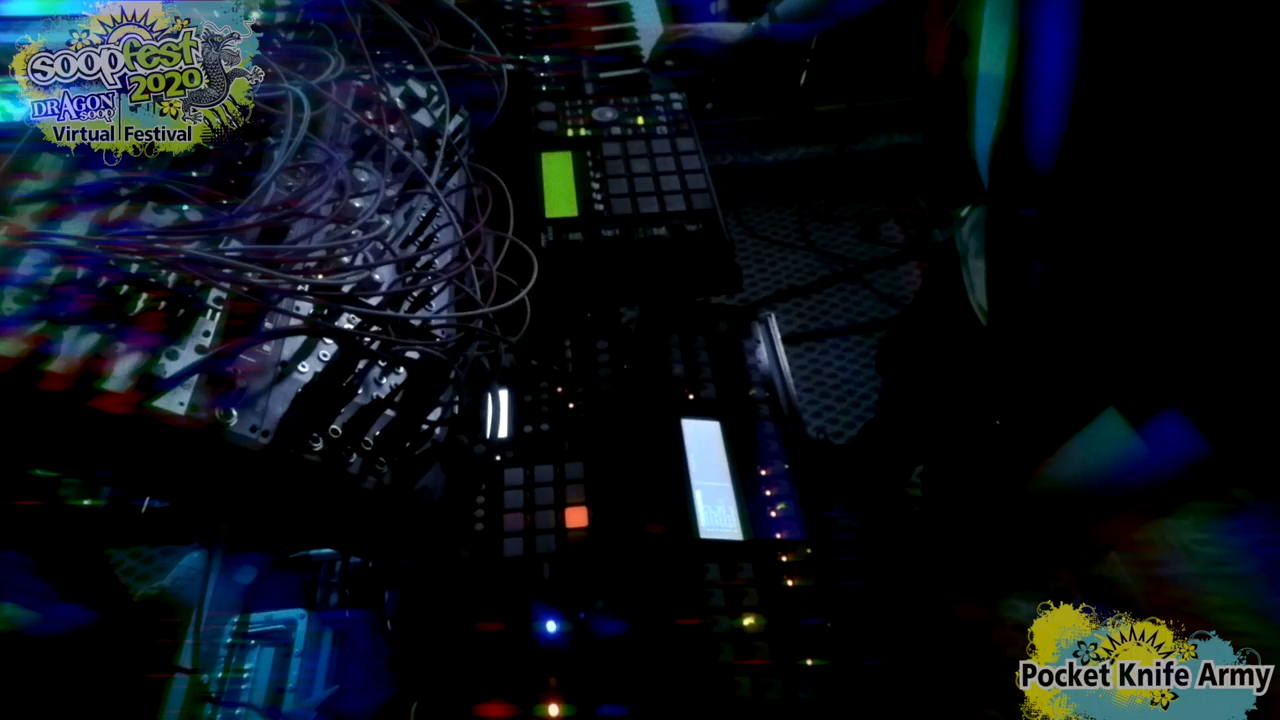 soopfest
2020
DRAGON
soop
Virtual Festival
Pocket Knife Army